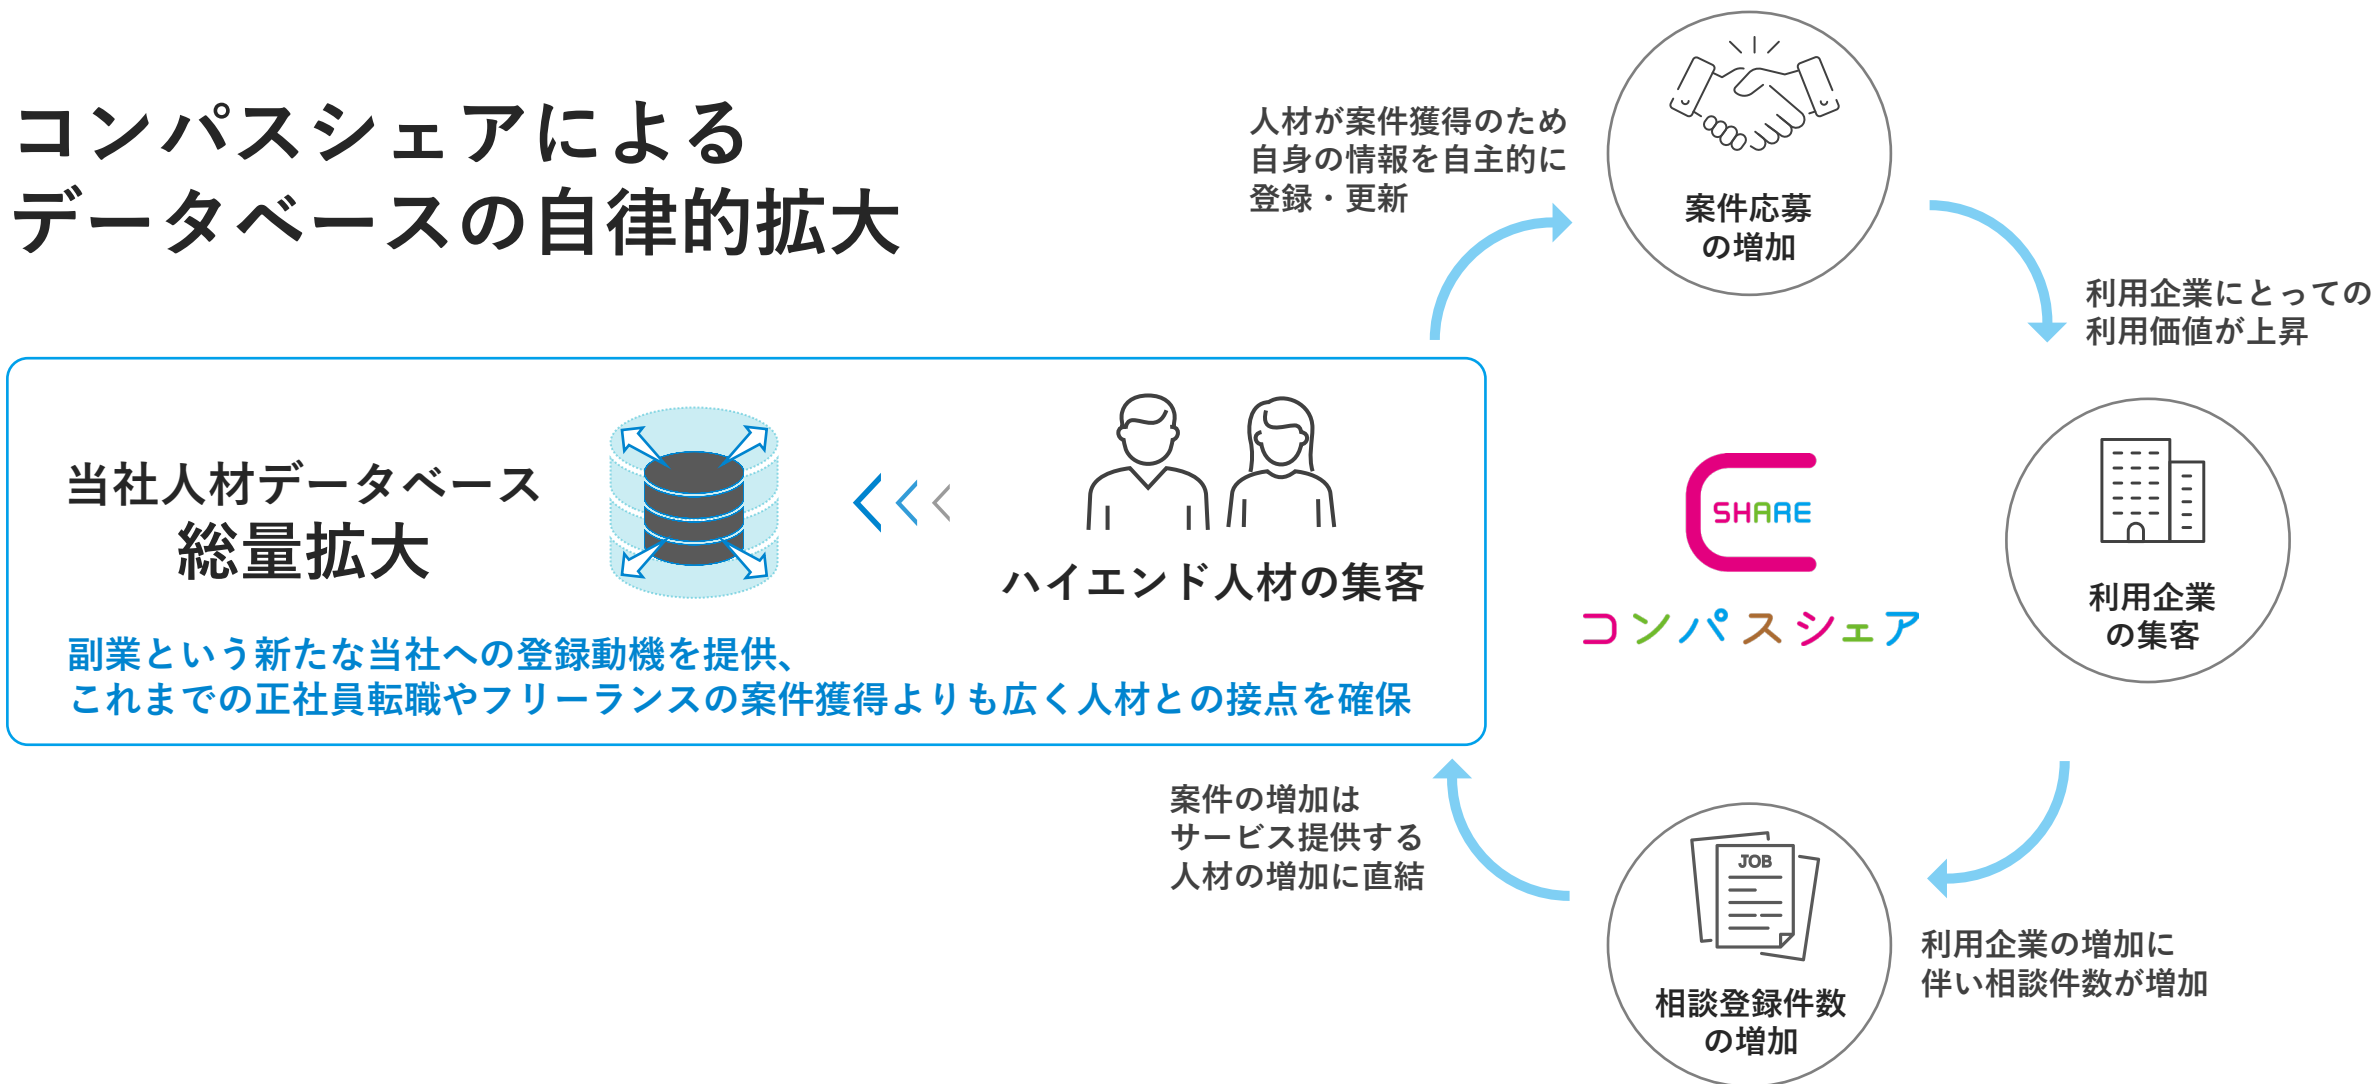 コンパスシェアによる
データベースの自律的拡大
人材が案件獲得のため
自身の情報を自主的に
登録・更新
案件応募
の増加
利用企業にとっての
利用価値が上昇
当社人材データベース
総量拡大
ハイエンド人材の集客
副業という新たな当社への登録動機を提供、
これまでの正社員転職やフリーランスの案件獲得よりも広く人材との接点を確保
SHARE
コンパスシェア
利用企業
の集客
案件の増加は
サービス提供する
人材の増加に直結
JOB
相談登録件数
の増加
利用企業の増加に
伴い相談件数が増加